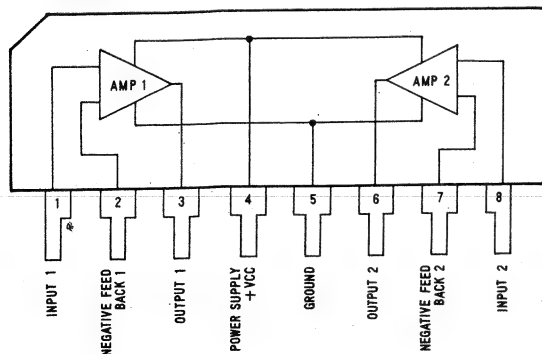 AMP 1
AMP 2
1
2
3
4
5
6
7
8
INPUT 1
NEGATIVE FEED
BACK 1
OUTPUT 1
POWER SUPPLY
+VCC
GROUND
OUTPUT 2
NEGATIVE FEED
BACK 2
INPUT 2